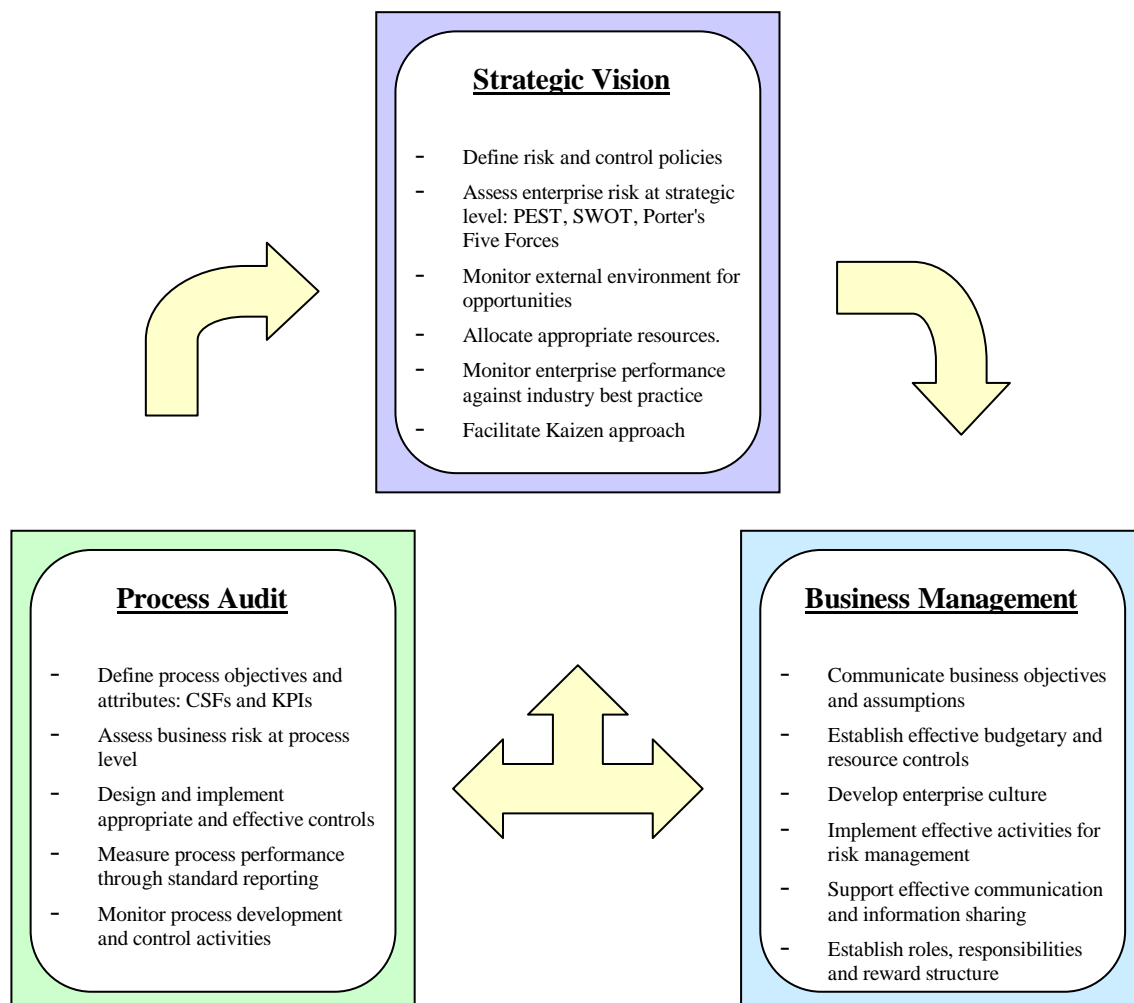 Strategic Vision
- Define risk and control policies
- Assess enterprise risk at strategic
level: PEST, SWOT, Porter's
Five Forces
- Monitor external environment for
opportunities
- Allocate appropriate resources.
- Monitor enterprise performance
against industry best practice
- Facilitate Kaizen approach
Process Audit
- Define process objectives and
attributes: CSFs and KPIs
- Assess business risk at process
level
- Design and implement
appropriate and effective controls
- Measure process performance
through standard reporting
- Monitor process development
and control activities
Business Management
- Communicate business objectives
and assumptions
- Establish effective budgetary and
resource controls
- Develop enterprise culture
- Implement effective activities for
risk management
- Support effective communication
and information sharing
- Establish roles, responsibilities
and reward structure